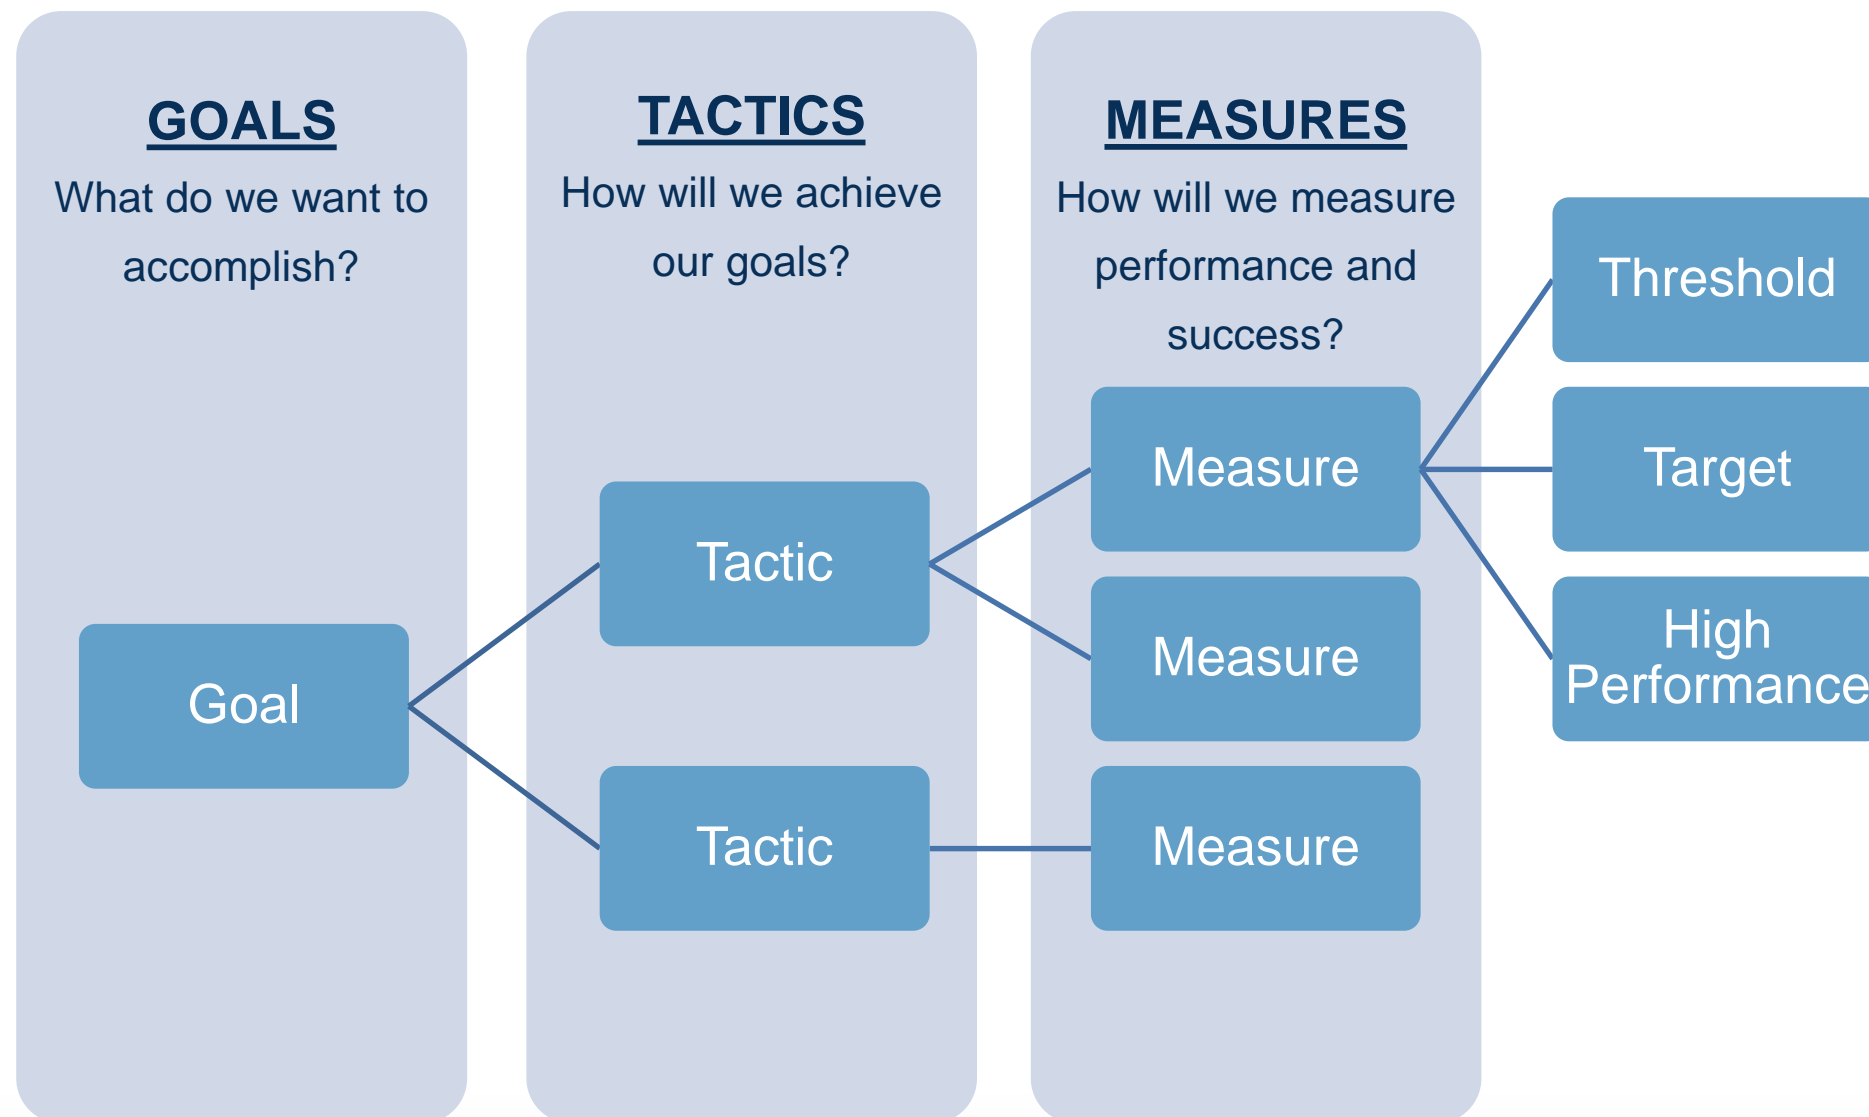 GOALS
What do we want to
accomplish?
TACTICS
How will we achieve
our goals?
MEASURES
How will we measure
performance and
success?
Goal
Tactic
Tactic
Measure
Measure
Measure
Threshold
Target
High
Performance